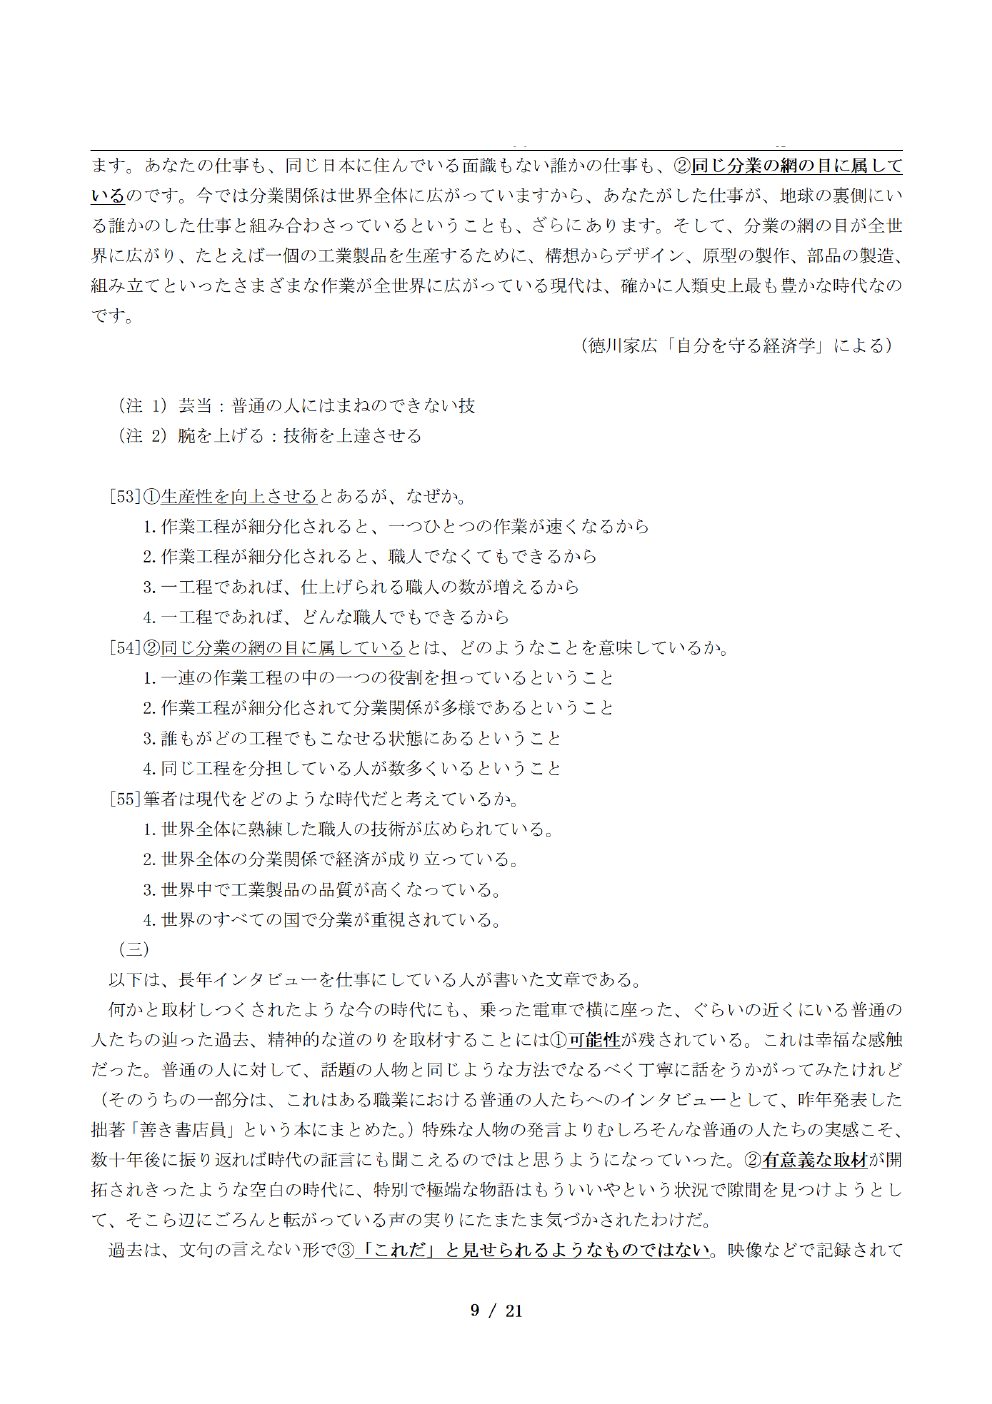 ます。あなたの仕事も、同じ日本に住んでいる面識もない誰かの仕事も、②同じ分業の網の目に属して
いるのです。今では分業関係は世界全体に広がっていますから、あなたがした仕事が、地球の裏側にい
る誰かのした仕事と組み合わさっているということも、ざらにあります。そして、分業の網の目が全世
界に広がり、たとえば一個の工業製品を生産するために、構想からデザイン、原型の製作、部品の製造、
組み立てといったさまざまな作業が全世界に広がっている現代は、確かに人類史上最も豊かな時代なの
です。
（徳川家広「自分を守る経済学」による）
（注 1）芸当：普通の人にはまねのできない技
（注 2）腕を上げる：技術を上達させる
[53]①生産性を向上させるとあるが、なぜか。
1.作業工程が細分化されると、一つひとつの作業が速くなるから
2.作業工程が細分化されると、職人でなくてもできるから
3.一工程であれば、仕上げられる職人の数が増えるから
4.一工程であれば、どんな職人でもできるから
[54]②同じ分業の網の目に属しているとは、どのようなことを意味しているか。
1.一連の作業工程の中の一つの役割を担っているということ
2.作業工程が細分化されて分業関係が多様であるということ
3.誰もがどの工程でもこなせる状態にあるということ
4.同じ工程を分担している人が数多くいるということ
[55]筆者は現代をどのような時代だと考えているか。
1.世界全体に熟練した職人の技術が広められている。
2.世界全体の分業関係で経済が成り立っている。
3.世界中で工業製品の品質が高くなっている。
4.世界のすべての国で分業が重視されている。
（三）
以下は、長年インタビューを仕事にしている人が書いた文章である。
何かと取材しつくされたような今の時代にも、乗った電車で横に座った、ぐらいの近くにいる普通の
人たちの辿った過去、精神的な道のりを取材することには①可能性が残されている。これは幸福な感触
だった。普通の人に対して、話題の人物と同じような方法でなるべく丁寧に話をうかがってみたけれど
（そのうちの一部分は、これはある職業における普通の人たちへのインタビューとして、昨年発表した
拙著「善き書店員」という本にまとめた。）特殊な人物の発言よりむしろそんな普通の人たちの実感こそ、
数十年後に振り返れば時代の証言にも聞こえるのではと思うようになっていった。②有意義な取材が開
拓されきったような空白の時代に、特別で極端な物語はもういいやという状況で隙間を見つけようとし
て、そこら辺にごろんと転がっている声の実りにたまたま気づかされたわけだ。
過去は、文句の言えない形で③「これだ」と見せられるようなものではない。映像などで記録されて
9 / 21